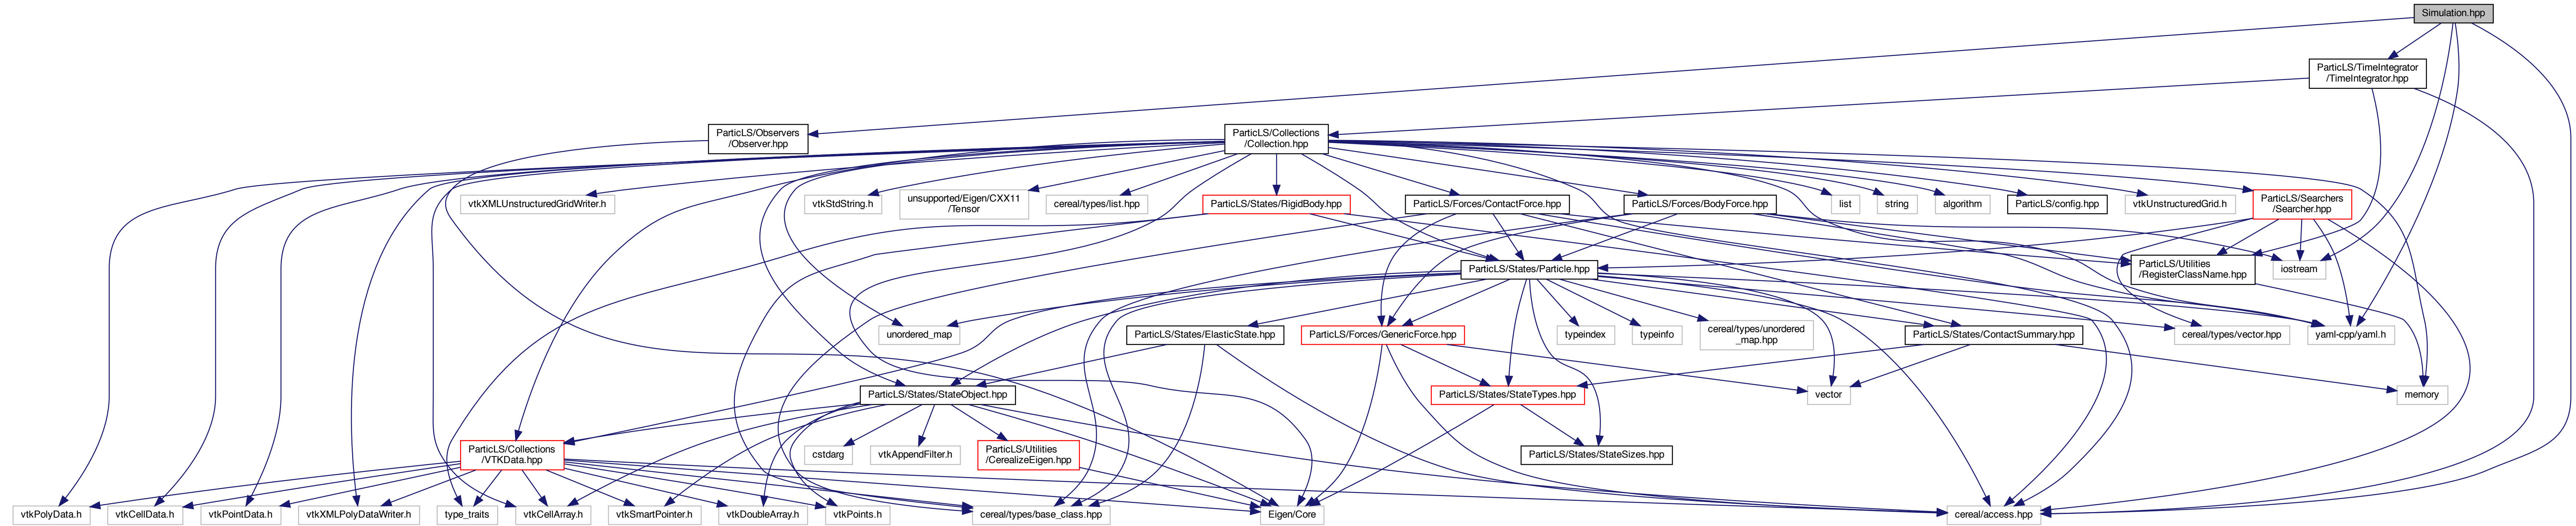 Simulation.hpp
ParticLS/TimeIntegrator
/TimeIntegrator.hpp
ParticLS/Observers
/Observer.hpp
ParticLS/Collections
/Collection.hpp
vtkXMLUnstructuredGridWriter.h
vtkStdString.h
unsupported/Eigen/CXX11
/Tensor
cereal/types/list.hpp
ParticLS/States/RigidBody.hpp
ParticLS/Forces/ContactForce.hpp
ParticLS/Forces/BodyForce.hpp
list
string
algorithm
ParticLS/config.hpp
vtkUnstructuredGrid.h
ParticLS/Searchers
/Searcher.hpp
ParticLS/States/Particle.hpp
ParticLS/Utilities
/RegisterClassName.hpp
iostream
unordered_map
ParticLS/States/ElasticState.hpp
ParticLS/Forces/GenericForce.hpp
typeindex
typeinfo
cereal/types/unordered
_map.hpp
ParticLS/States/ContactSummary.hpp
cereal/types/vector.hpp
yaml-cpp/yaml.h
ParticLS/States/StateObject.hpp
ParticLS/States/StateTypes.hpp
vector
memory
ParticLS/Collections
/VTKData.hpp
cstdarg
vtkAppendFilter.h
ParticLS/Utilities
/CerealizeEigen.hpp
ParticLS/States/StateSizes.hpp
vtkPolyData.h
vtkCellData.h
vtkPointData.h
vtkXMLPolyDataWriter.h
type_traits
vtkCellArray.h
vtkSmartPointer.h
vtkDoubleArray.h
vtkPoints.h
cereal/types/base_class.hpp
Eigen/Core
cereal/access.hpp